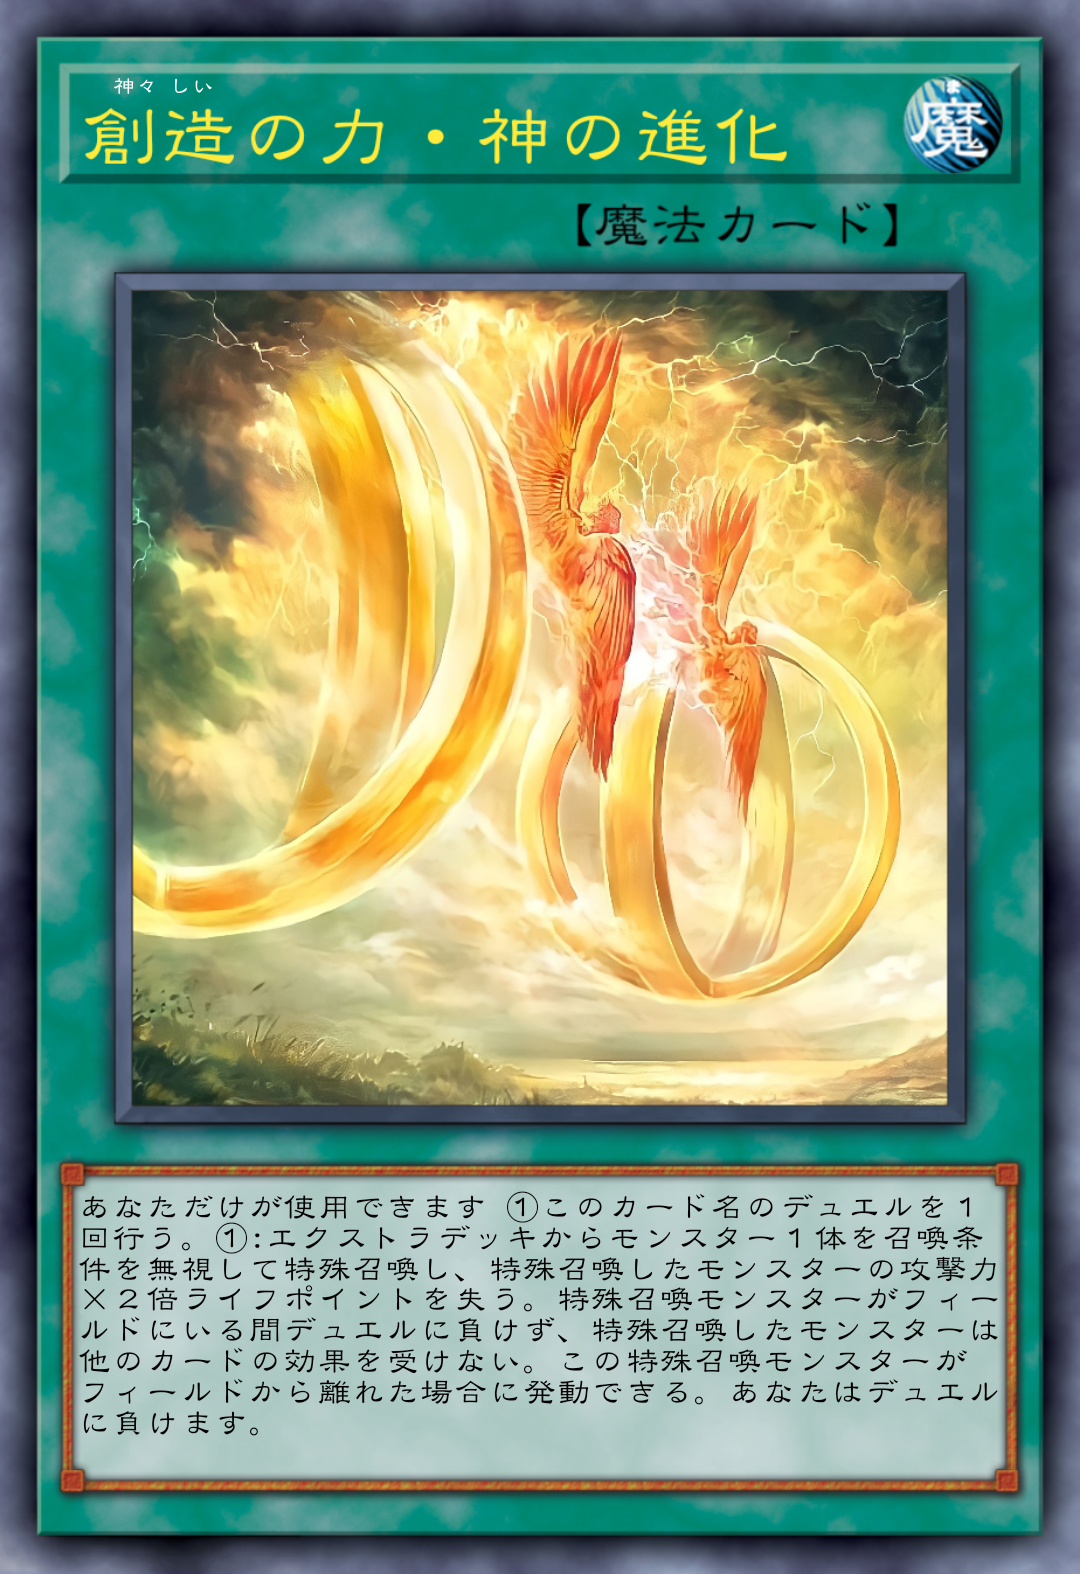 神々 しい
創造の力・神の進化
魔
ま
【魔法カード】
あなただけが使用できます ①このカード名のデュエルを１
回行う。①:エクストラデッキからモンスター１体を召喚条
件を無視して特殊召喚し、特殊召喚したモンスターの攻撃力
×２倍ライフポイントを失う。特殊召喚モンスターがフィー
ルドにいる間デュエルに負けず、特殊召喚したモンスターは
他のカードの効果を受けない。この特殊召喚モンスターが
フィールドから離れた場合に発動できる。あなたはデュエル
に負けます。